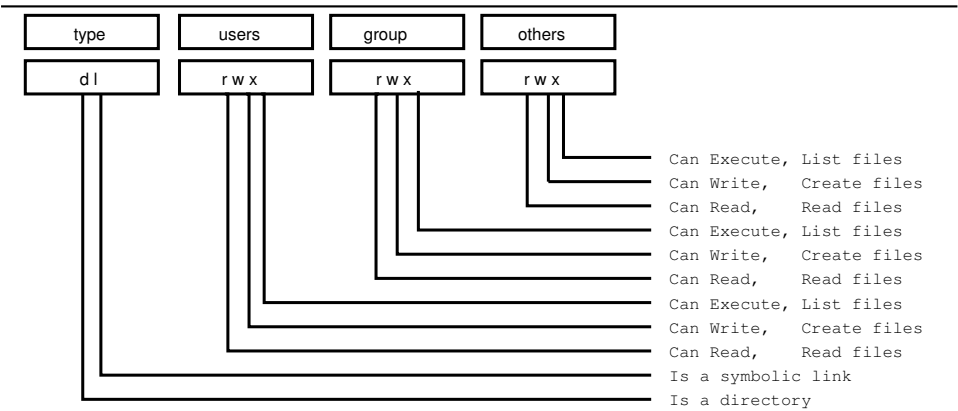 type users group others
d l r w x r w x r w x
Can Execute, List files
Can Write, Create files
Can Read, Read files
Can Execute, List files
Can Write, Create files
Can Read, Read files
Can Execute, List files
Can Write, Create files
Can Read, Read files
Is a symbolic link
Is a directory